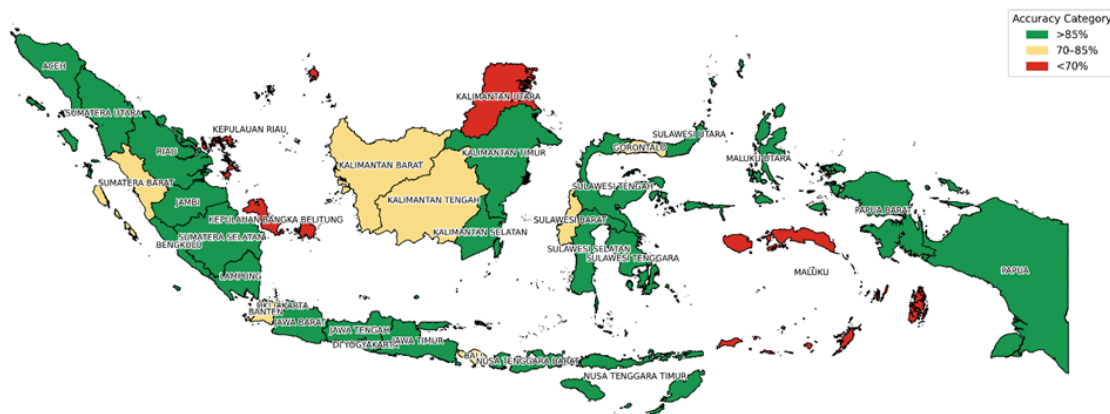 Accuracy Category
>85%
70–85%
<70%
ACEH
SUMATERA UTARA
KEPULAUAN RIAU
RIAU
SUMATERA BARAT
JAMBI
KEPULAUAN BANGKA BELITUNG
SUMATERA SELATAN
BENGKULU
LAMPUNG
DKI JAKARTA
BANTEN
JAWA BARAT
JAWA TENGAH
DI YOGYAKARTA
JAWA TIMUR
BALI
NUSA TENGGARA BARAT
NUSA TENGGARA TIMUR
KALIMANTAN UTARA
KALIMANTAN TIMUR
KALIMANTAN BARAT
KALIMANTAN TENGAH
KALIMANTAN SELATAN
SULAWESI UTARA
GORONTALO
SULAWESI TENGAH
SULAWESI BARAT
SULAWESI SELATAN
SULAWESI TENGGARA
MALUKU UTARA
MALUKU
PAPUA BARAT
PAPUA